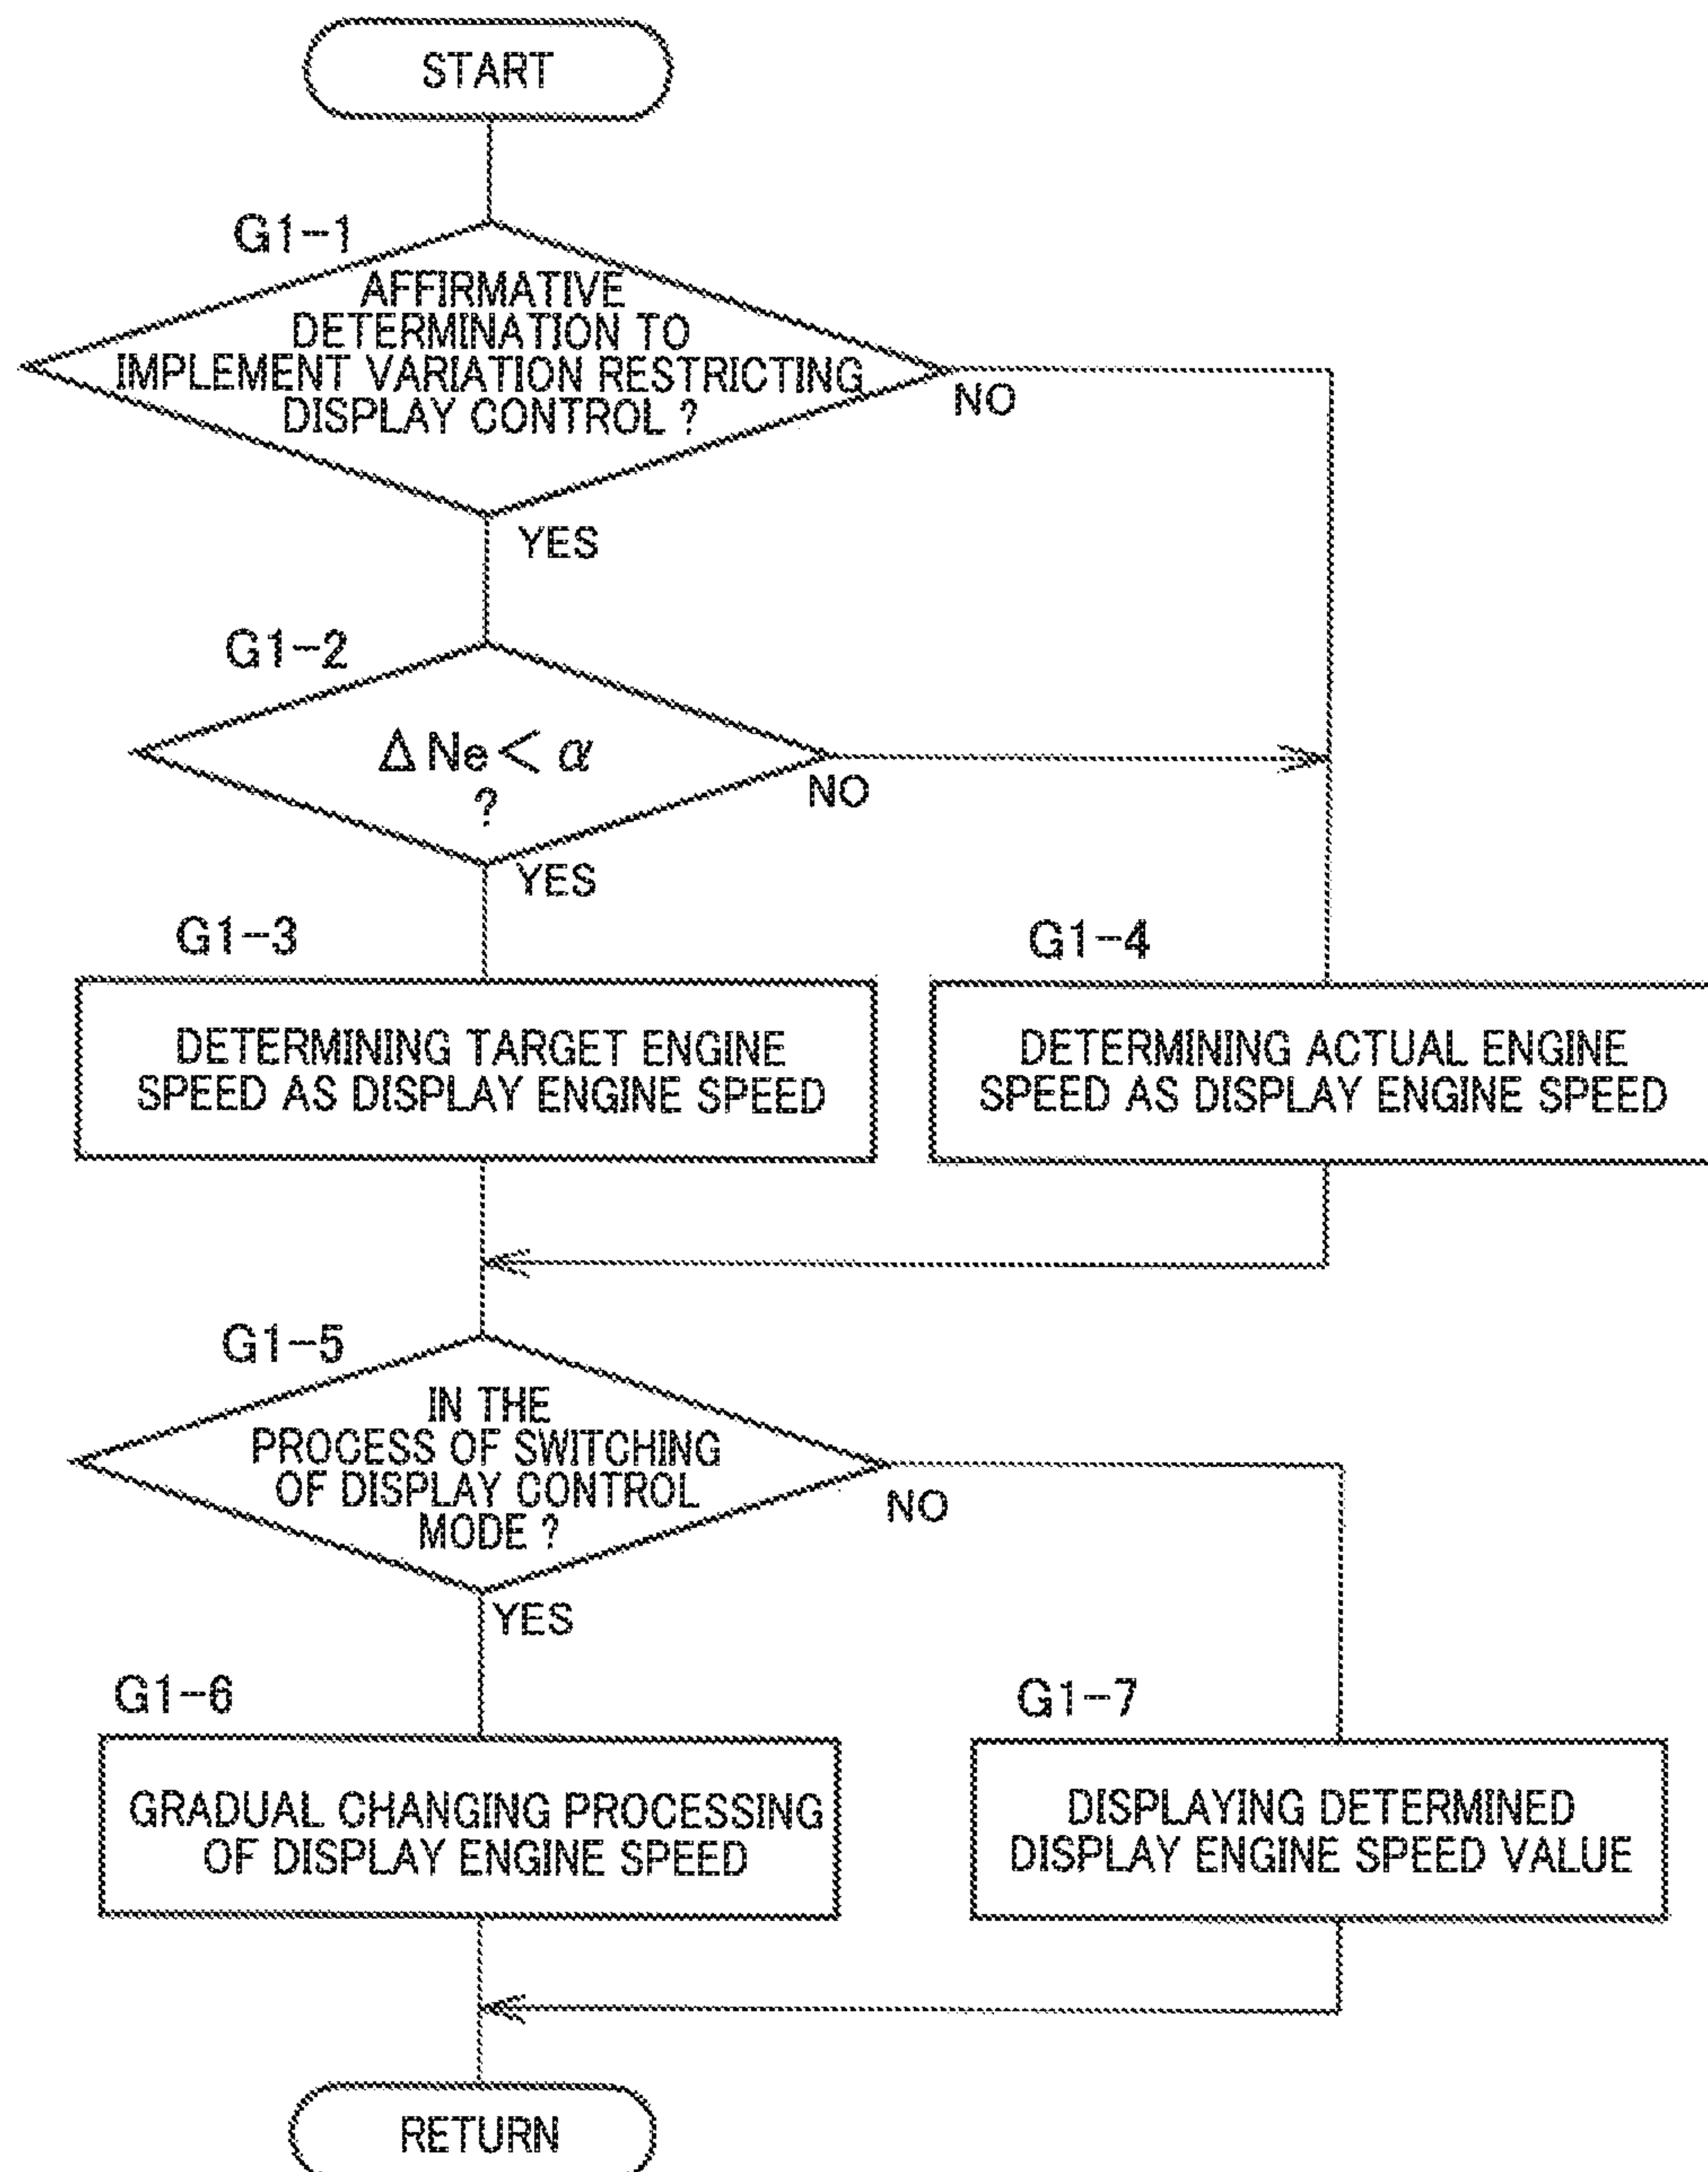 START
G1-1
AFFIRMATIVE
DETERMINATION TO
IMPLEMENT VARIATION RESTRICTING
DISPLAY CONTROL ?
NO
YES
G1-2
Δ Ne < α
?
NO
YES
G1-3
DETERMINING TARGET ENGINE
SPEED AS DISPLAY ENGINE SPEED
G1-4
DETERMINING ACTUAL ENGINE
SPEED AS DISPLAY ENGINE SPEED
G1-5
IN THE
PROCESS OF SWITCHING
OF DISPLAY CONTROL
MODE ?
NO
YES
G1-6
GRADUAL CHANGING PROCESSING
OF DISPLAY ENGINE SPEED
G1-7
DISPLAYING DETERMINED
DISPLAY ENGINE SPEED VALUE
RETURN